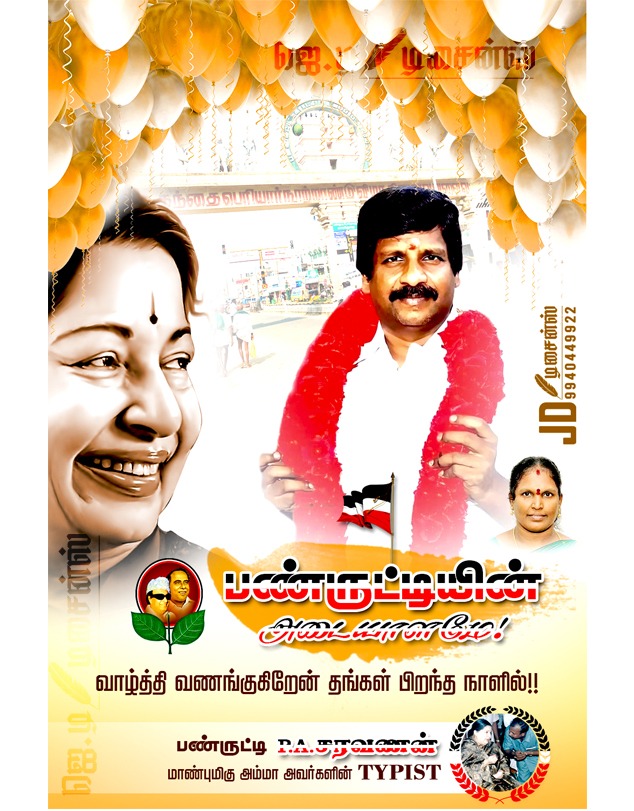 ஜெ.டி டிசைன்ஸ்
JD டிசைன்ஸ்
9940449922
ஜெ.டி டிசைன்ஸ்
பண்ருட்டியின்
அடையாளமே!
வாழ்த்தி வணங்குகிறேன் தங்கள் பிறந்த நாளில்!!
பண்ருட்டி P.A.சரவணன்
மாண்புமிகு அம்மா அவர்களின் TYPIST